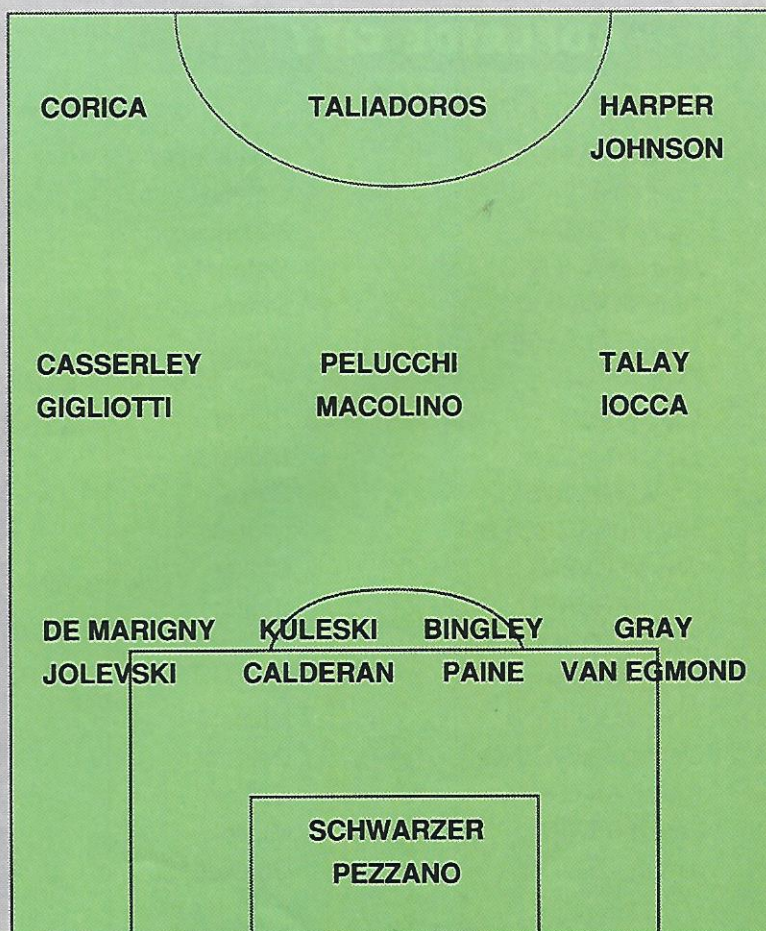 CORICA TALIADOROS HARPER
JOHNSON
CASSERLEY PELUCCHI TALAY
GIGLIOTTI MACOLINO IOCCA
DE MARIGNY KULESKI BINGLEY GRAY
JOLEVSKI CALDERAN PAINE VAN EGMOND
SCHWARZER
PEZZANO